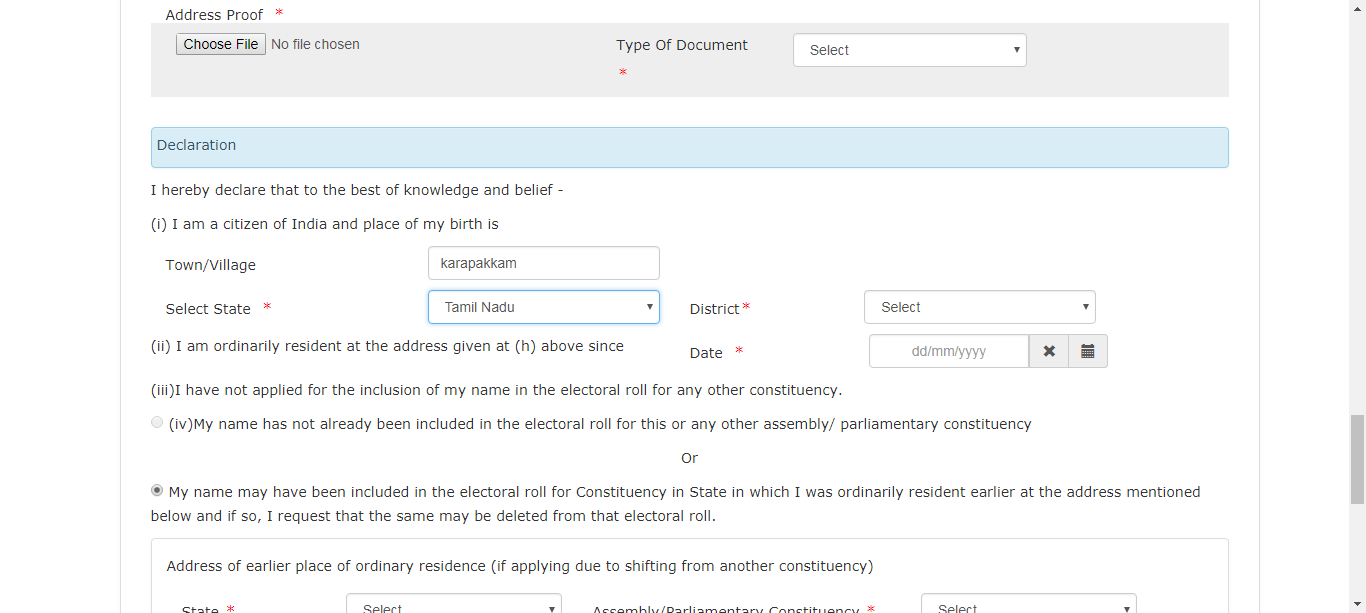 Address Proof *
Choose File No file chosen Type Of Document Select
*
Declaration
I hereby declare that to the best of knowledge and belief -
(i) I am a citizen of India and place of my birth is
Town/Village karapakkam
Select State * Tamil Nadu District* Select
(ii) I am ordinarily resident at the address given at (h) above since Date * dd/mm/yyyy
(iii)I have not applied for the inclusion of my name in the electoral roll for any other constituency.
(iv)My name has not already been included in the electoral roll for this or any other assembly/ parliamentary constituency
Or
My name may have been included in the electoral roll for Constituency in State in which I was ordinarily resident earlier at the address mentioned
below and if so, I request that the same may be deleted from that electoral roll.
Address of earlier place of ordinary residence (if applying due to shifting from another constituency)
State * Select Assembly/Parliamentary Constituency * Select